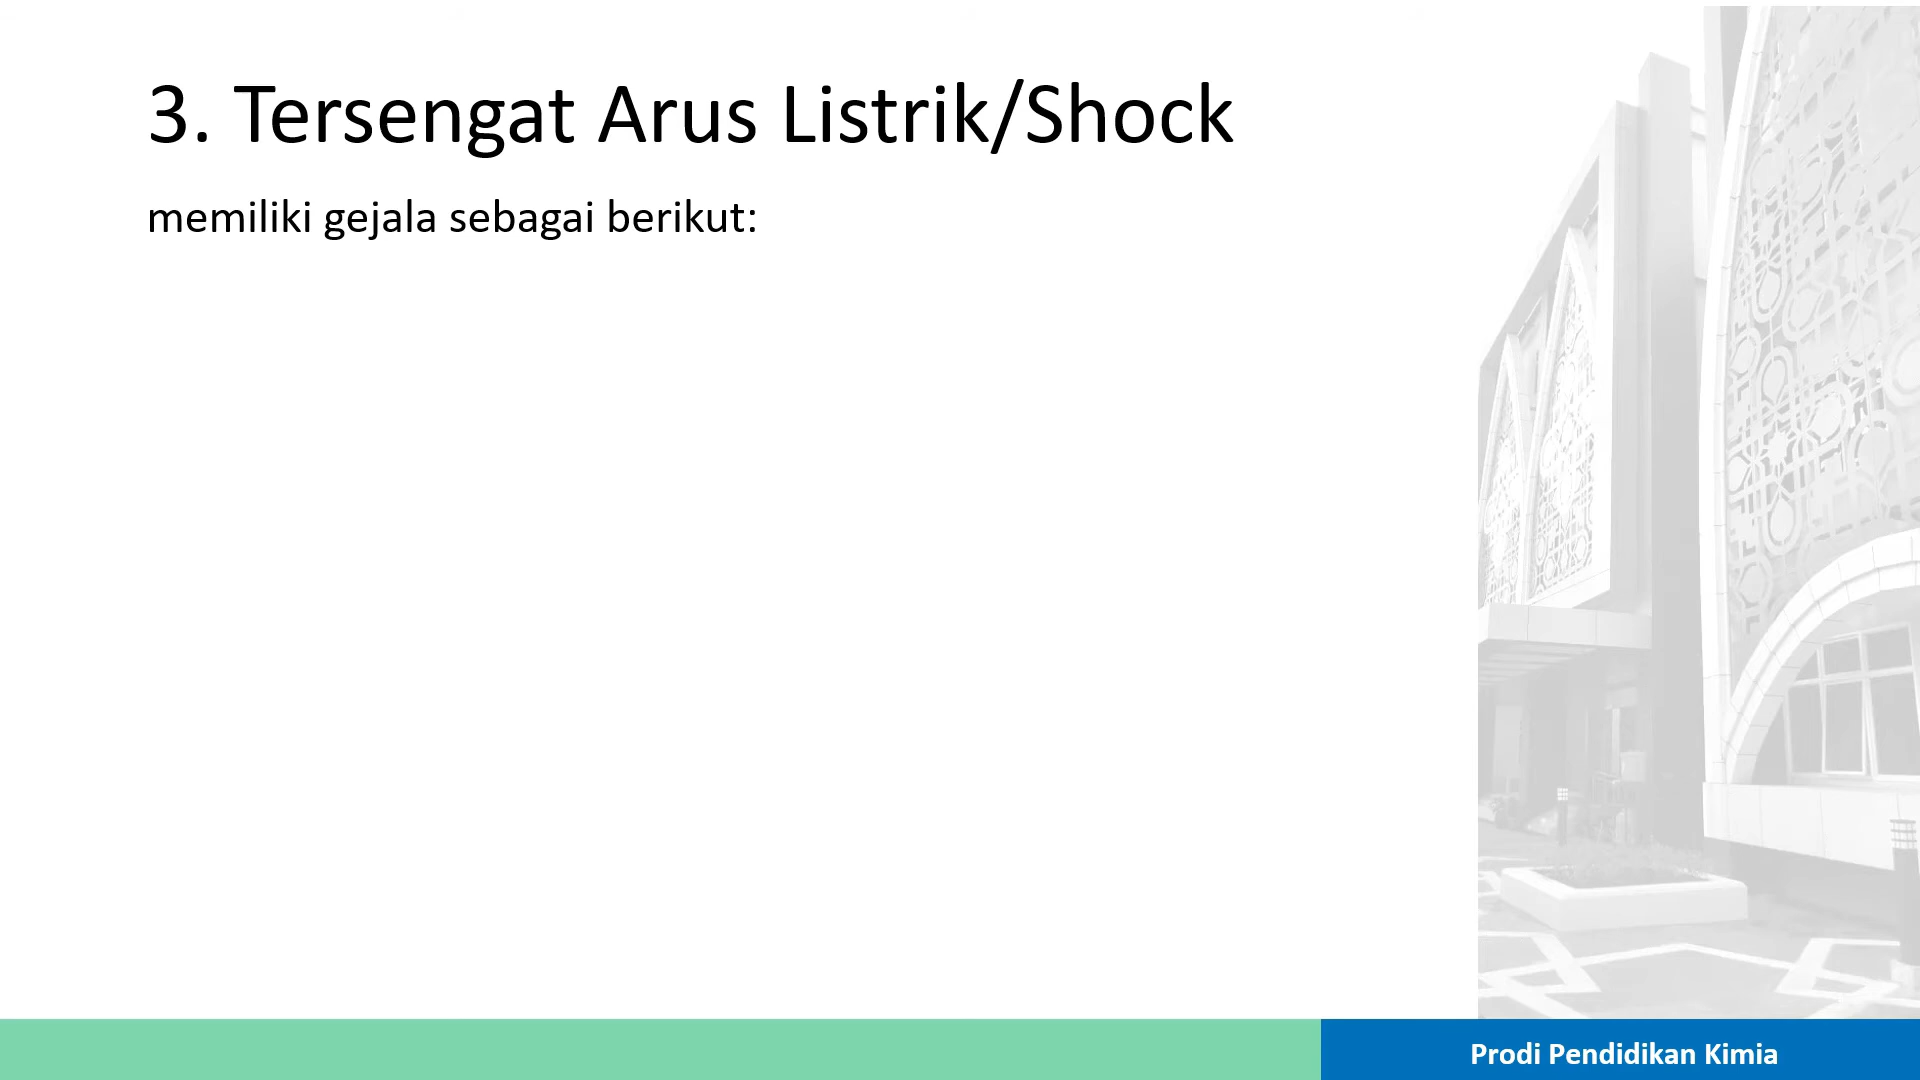 3. Tersengat Arus Listrik/Shock
memiliki gejala sebagai berikut:
Prodi Pendidikan Kimia